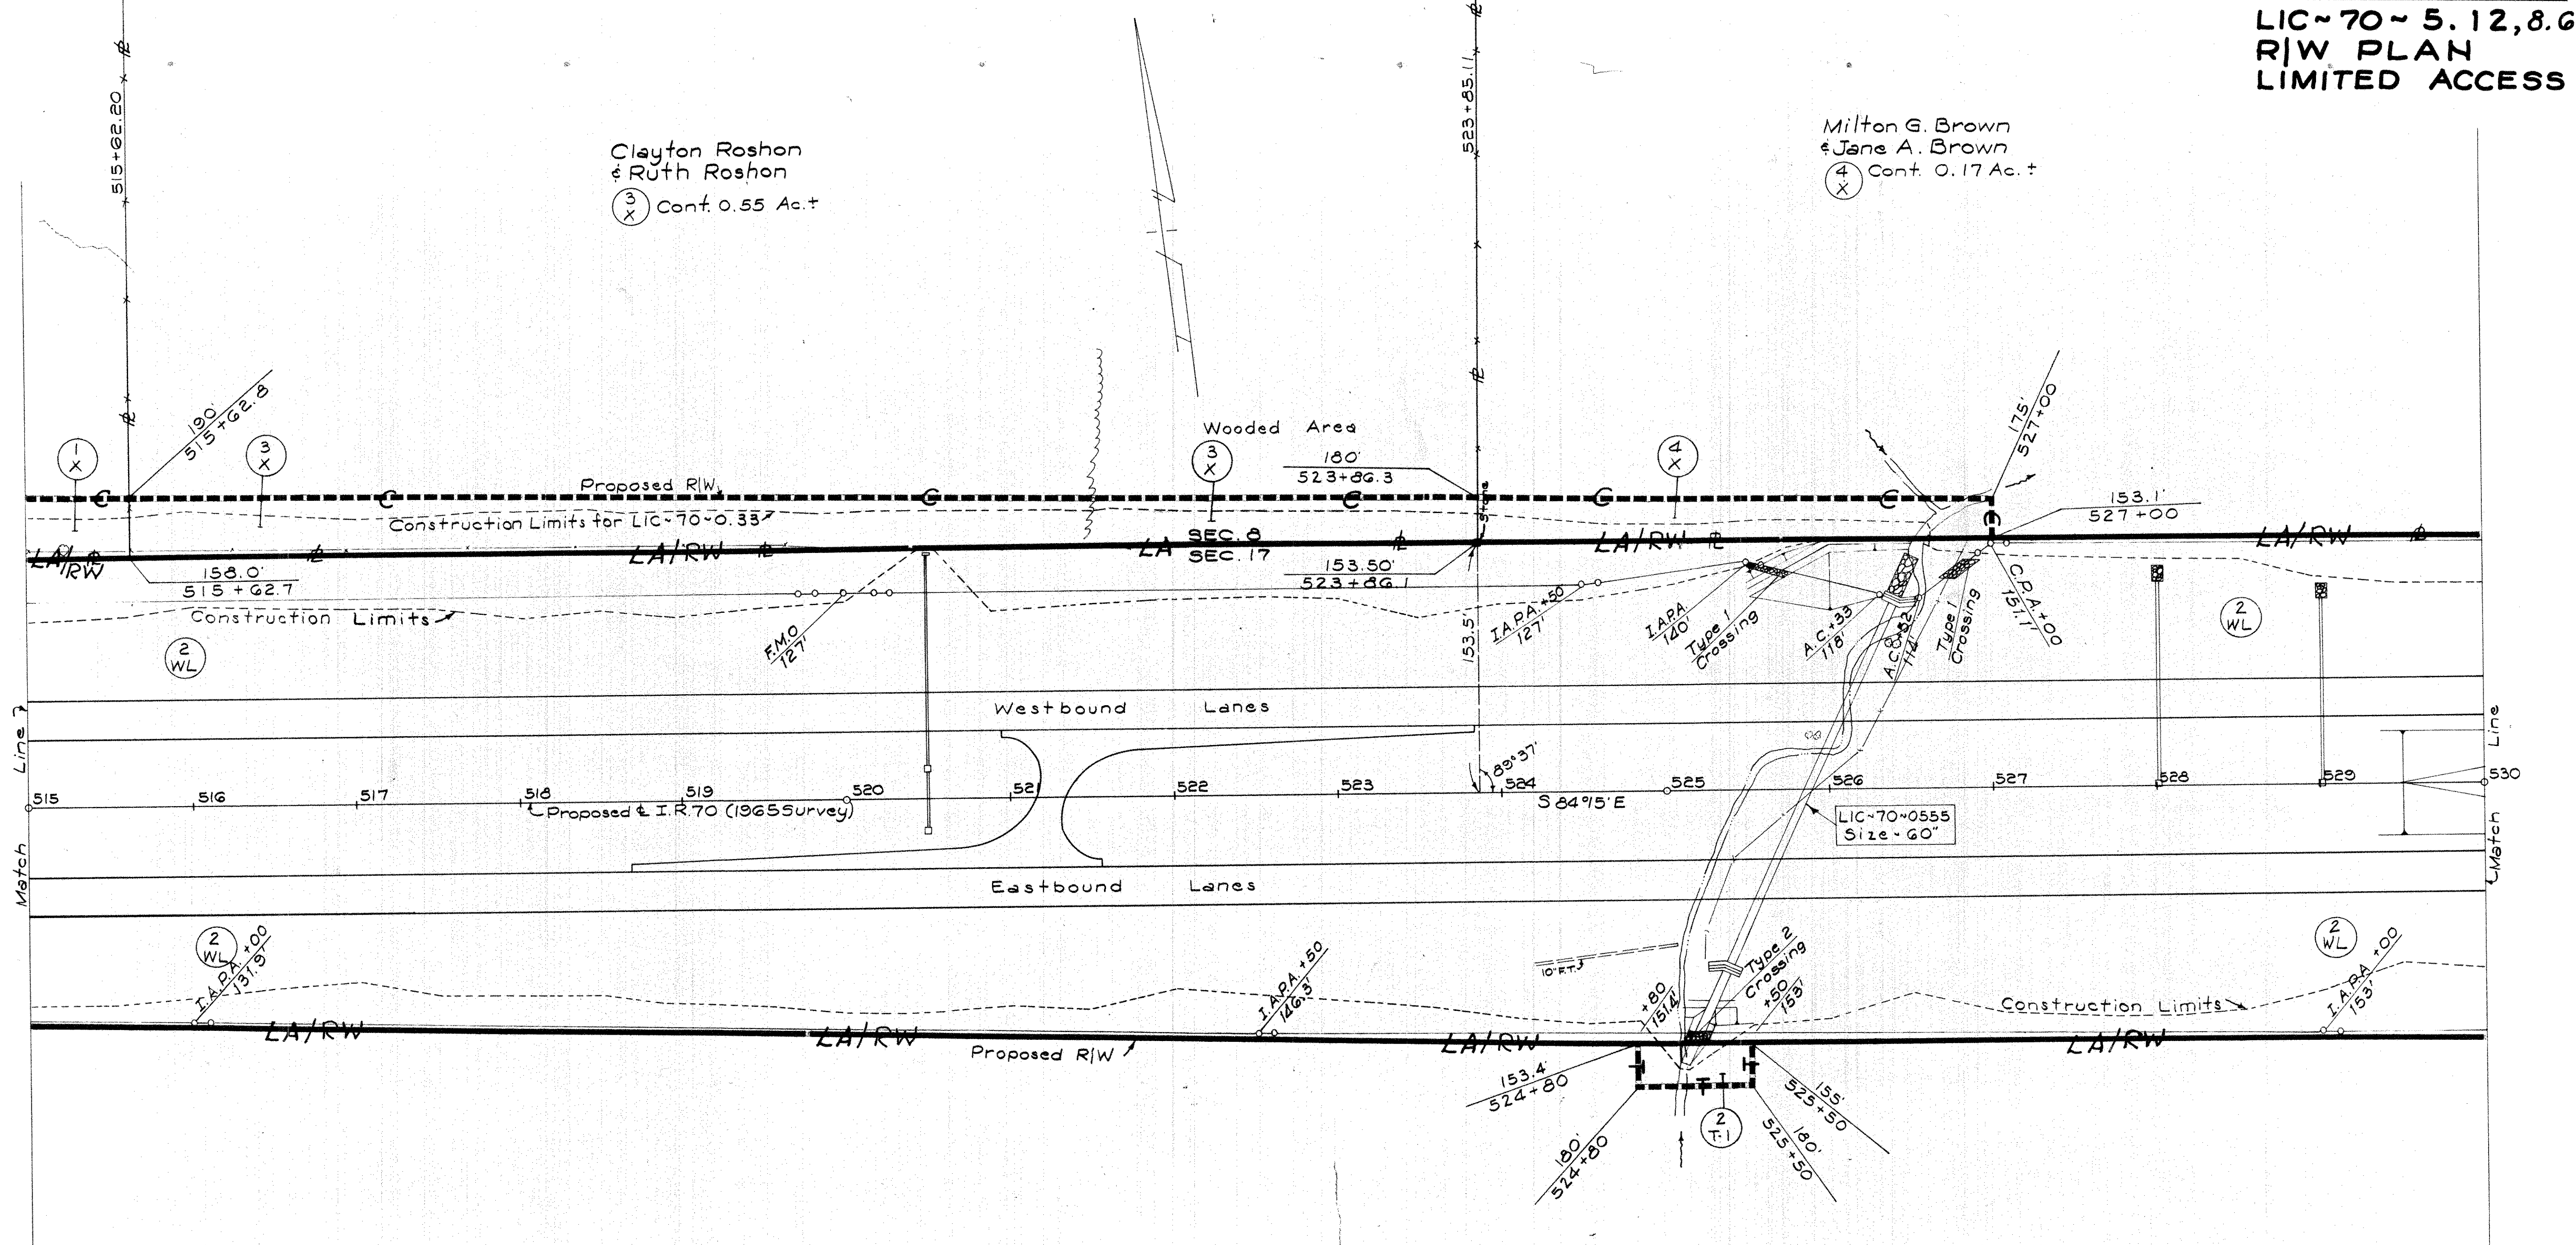 LIC~70~5.12,8.6
R/W PLAN
LIMITED ACCESS
515+62.20
523+85.11
Clayton Roshon
& Ruth Roshon
3
X
Cont. 0.55 Ac.±
Milton G. Brown
& Jane A. Brown
4
X
Cont. 0.17 Ac.±
190'
515+62.8
1
X
3
X
Wooded Area
3
X
180'
523+86.3
4
X
175'
527+00
Proposed R/W
Construction Limits for LIC~70~0.33
Stone
153.1'
527+00
LA/RW
LA/RW
LA
SEC. 8
SEC. 17
LA/RW
LA/RW
158.0'
515+62.7
153.50'
523+86.1
Construction Limits
2
WL
F.M.O
127'
153.5'
I.A.P.A.+50
127'
I.A.P.A.
140'
Type 1
Crossing
A.C.+33
118'
A.C.+52
114'
Type 1
Crossing
C.P.A.+00
151.1'
2
WL
Westbound Lanes
Match Line
Match Line
89°37'
515
516
517
518
519
520
521
522
523
524
525
526
527
528
529
530
Proposed ℄ I.R.70 (1965 Survey)
S 84°15' E
LIC~70~0555
Size~60"
Eastbound Lanes
2
WL
I.A.P.A. +00
131.9'
I.A.P.A. +50
146.3'
10" F.T.
Type 2
Crossing
+80
151.4'
+50
153'
2
WL
I.A.P.A. +00
153'
Construction Limits
LA/RW
LA/RW
Proposed R/W
LA/RW
LA/RW
153.4'
524+80
155'
525+50
2
T-1
180'
524+80
180'
525+50